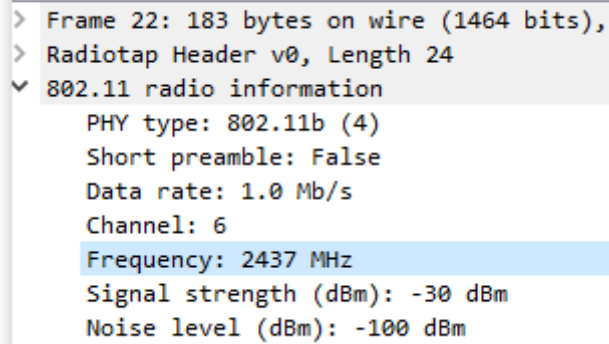 Frame 22: 183 bytes on wire (1464 bits),
Radiotap Header v0, Length 24
802.11 radio information
PHY type: 802.11b (4)
Short preamble: False
Data rate: 1.0 Mb/s
Channel: 6
Frequency: 2437 MHz
Signal strength (dBm): -30 dBm
Noise level (dBm): -100 dBm